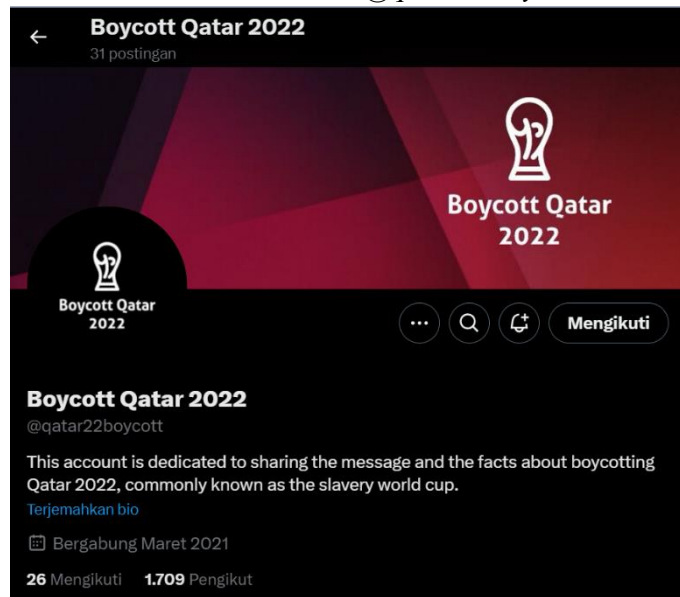 Boycott Qatar 2022
31 postingan
Boycott Qatar
2022
Boycott Qatar
2022
Mengikuti
Boycott Qatar 2022
@qatar22boycott
This account is dedicated to sharing the message and the facts about boycotting
Qatar 2022, commonly known as the slavery world cup.
Terjemahkan bio
Bergabung Maret 2021
26 Mengikuti 1.709 Pengikut